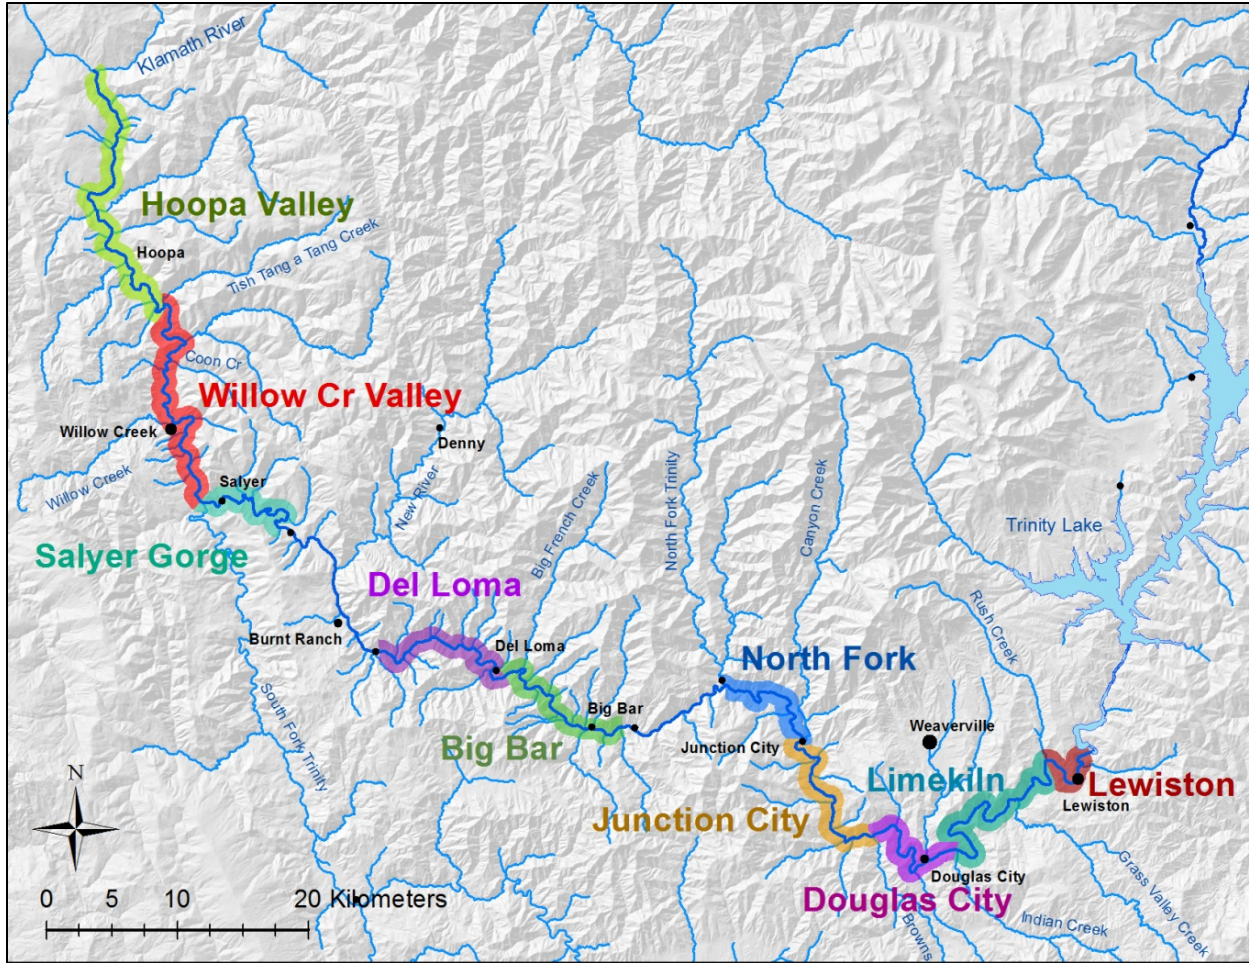 Klamath River
Hoopa Valley
Hoopa
Tish Tang a Tang Creek
Coon Cr
Willow Cr Valley
Willow Creek
Denny
Willow Creek
Salyer
New River
Big French Creek
North Fork Trinity
Canyon Creek
Trinity Lake
Salyer Gorge
Del Loma
Rush Creek
Burnt Ranch
Del Loma
North Fork
South Fork Trinity
Big Bar
Weaverville
Big Bar
Junction City
Limekiln
Lewiston
Lewiston
Junction City
N
Douglas City
Douglas City
Grass Valley Creek
Indian Creek
Browns
0 5 10 20 Kilometers